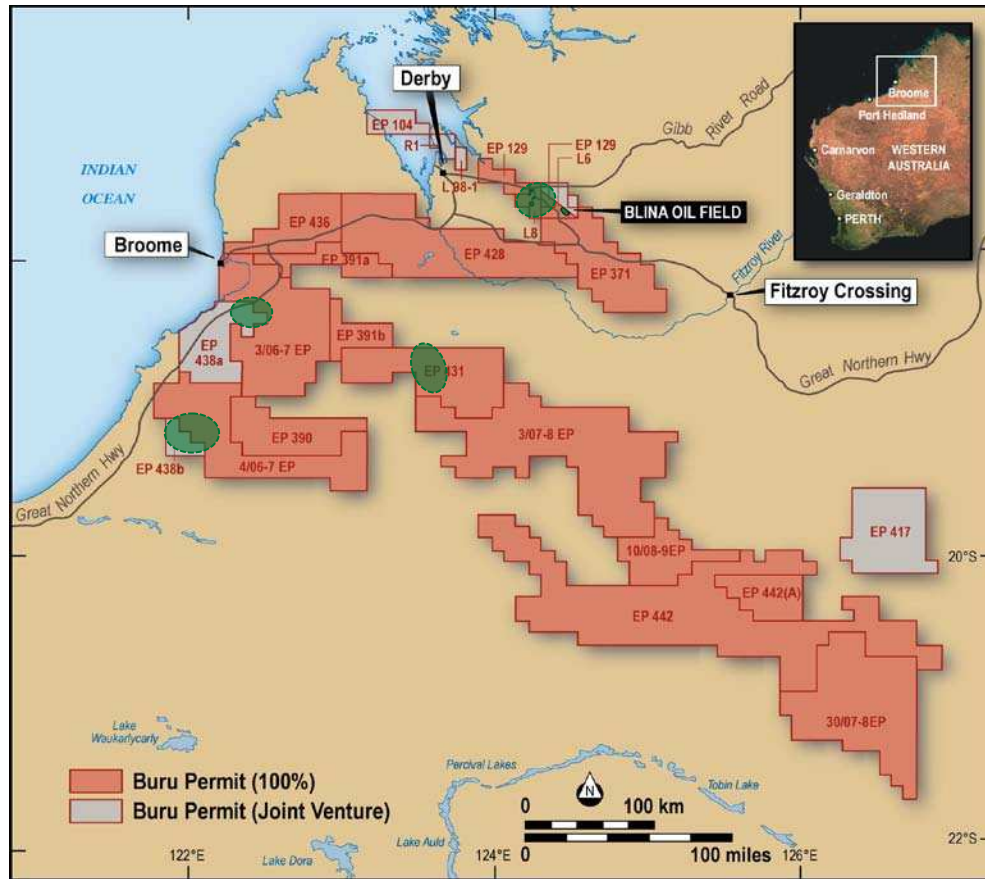 Derby
Gibb River Road
Broome
Port Hedland
Carnarvon
WESTERN
AUSTRALIA
Geraldton
PERTH
EP 104
R1
EP 129
EP 129
L6
L 98-1
INDIAN
OCEAN
BLINA OIL FIELD
EP 436
L8
Broome
EP 391a
EP 428
EP 371
Fitzroy River
Fitzroy Crossing
EP
438a
3/06-7 EP
EP 391b
EP 431
Great Northern Hwy
EP 390
3/07-8 EP
EP 438b
4/06-7 EP
Great Northern Hwy
EP 417
10/08-9EP
20°S
EP 442(A)
EP 442
30/07-8EP
Lake
Waukarlycarly
Percival Lakes
Tobin Lake
Buru Permit (100%)
Buru Permit (Joint Venture)
N
0 100 km
0 100 miles
Lake Auld
Lake Dora
22°S
122°E
124°E
126°E